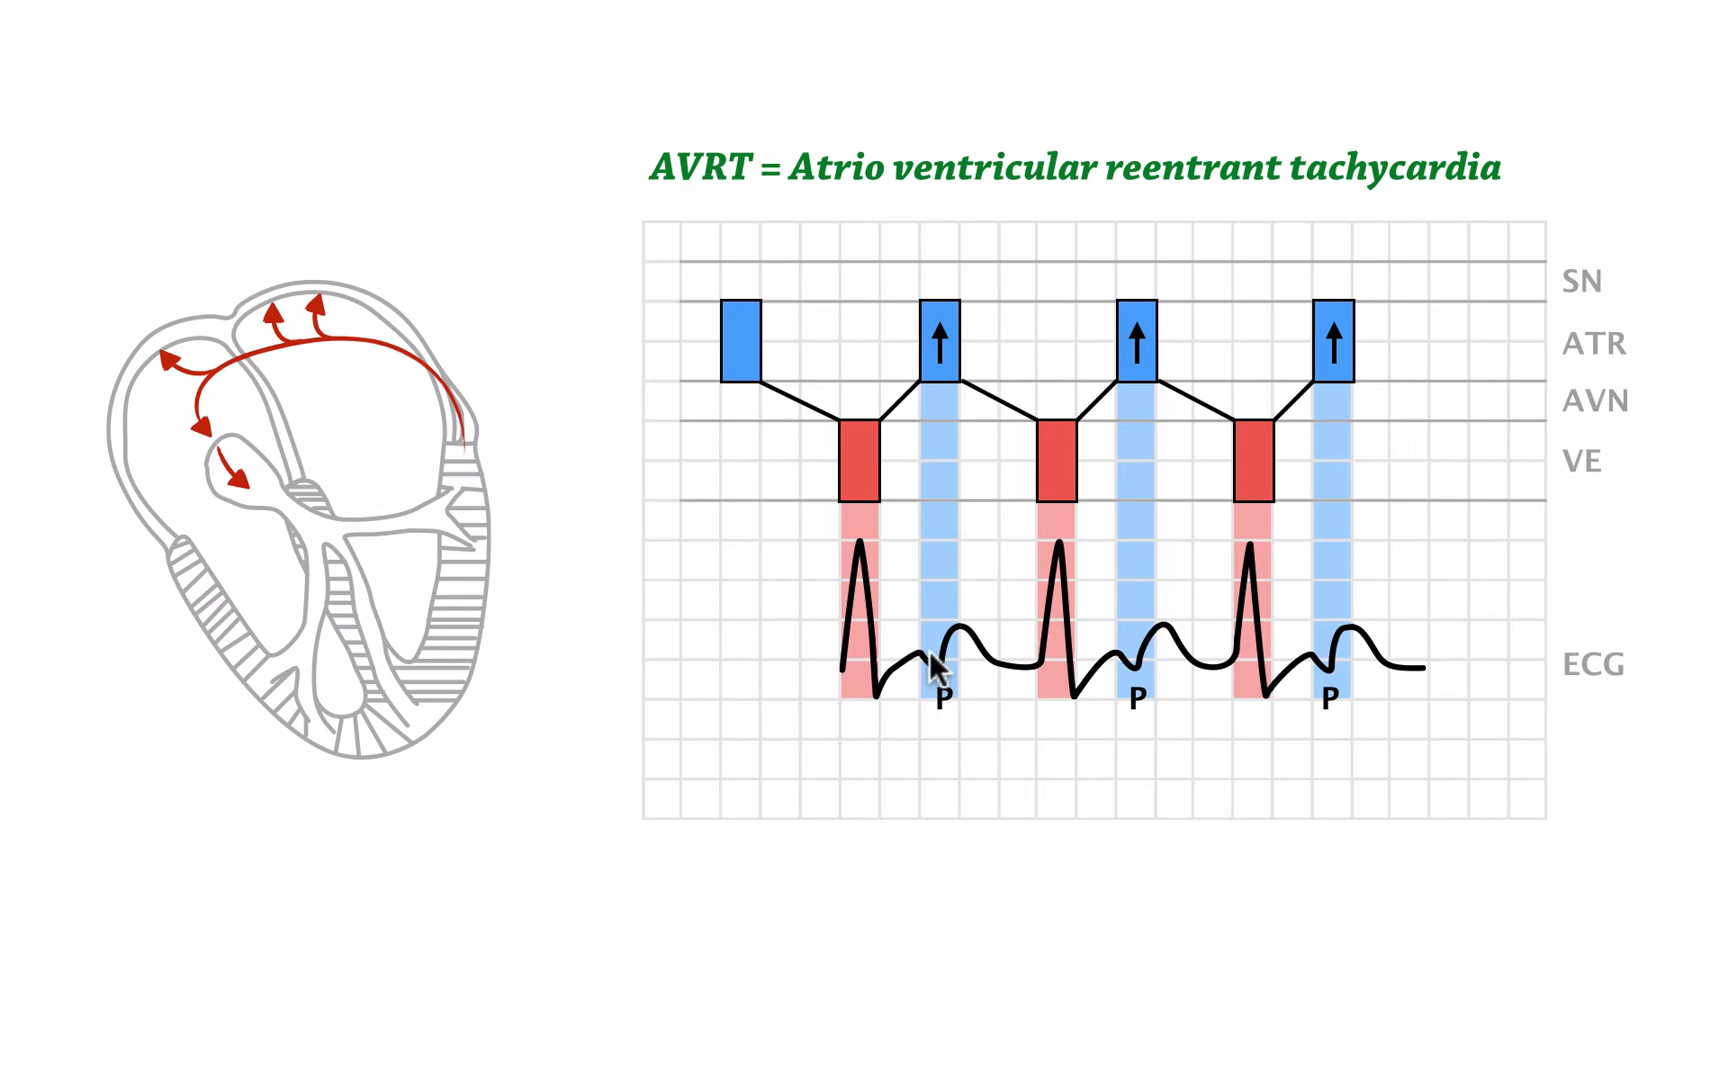 AVRT = Atrio ventricular reentrant tachycardia
SN
ATR
AVN
VE
ECG
P P P